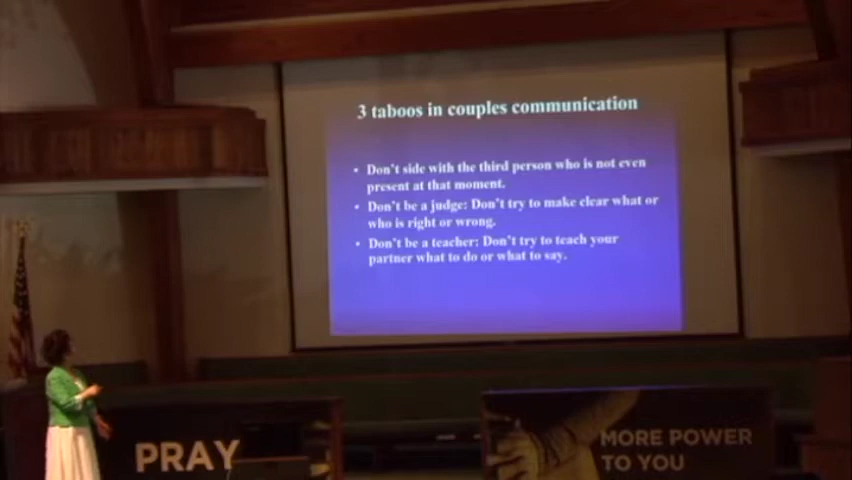 3 taboos in couples communication
• Don't side with the third person who is not even
present at that moment.
• Don't be a judge: Don't try to make clear what or
who is right or wrong.
• Don't be a teacher: Don't try to teach your
partner what to do or what to say.
PRAY
MORE POWER
TO YOU